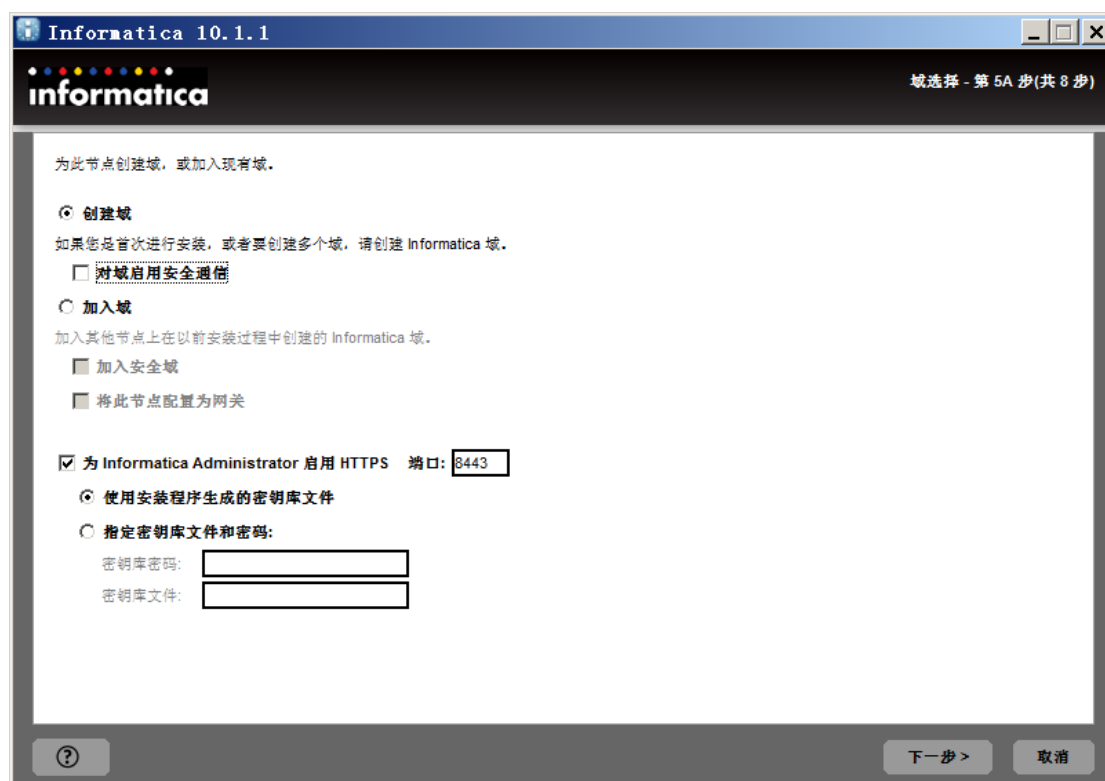 Informatica 10.1.1
informatica
域选择 - 第 5A 步(共 8 步)
为此节点创建域，或加入现有域。
创建域
如果您是首次进行安装，或者要创建多个域，请创建 Informatica 域。
对域启用安全通信
加入域
加入其他节点上在以前安装过程中创建的 Informatica 域。
加入安全域
将此节点配置为网关
为 Informatica Administrator 启用 HTTPS 端口: 8443
使用安装程序生成的密钥库文件
指定密钥库文件和密码:
密钥库密码:
密钥库文件:
? 下一步 > 取消